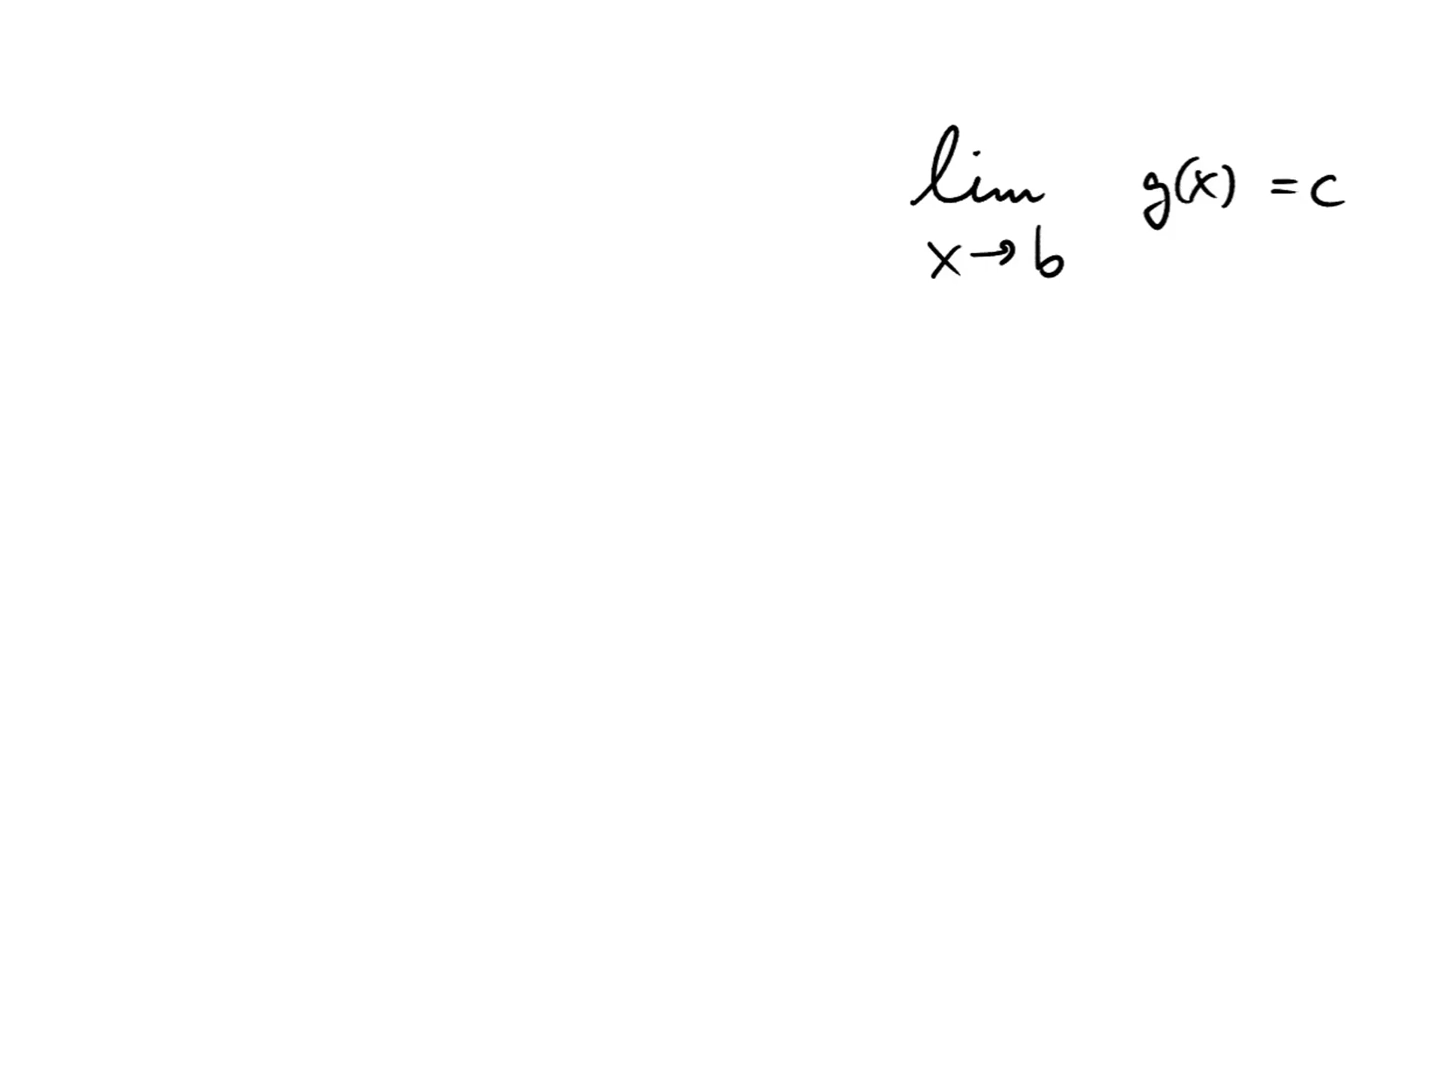 lim g(x) = c
x→b